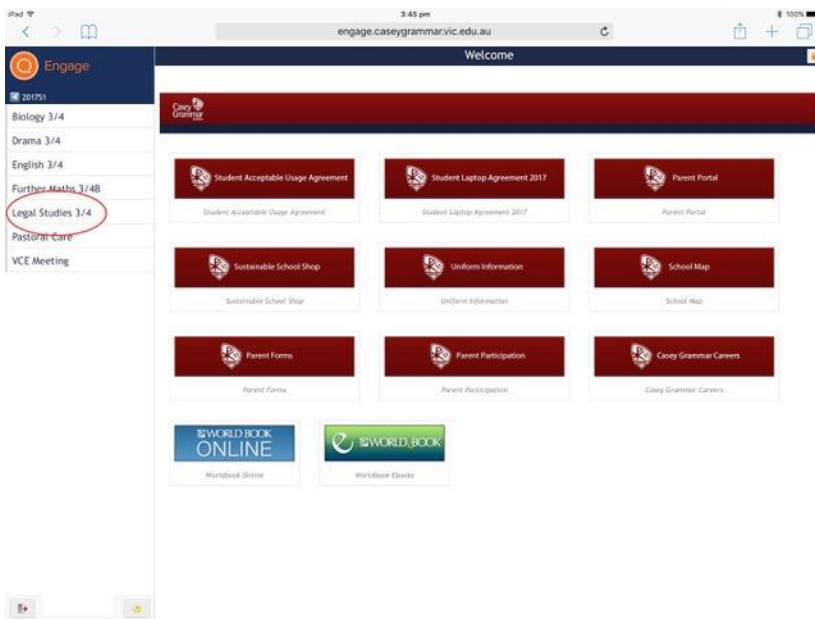 iPad
3:45 pm
100%
engage.caseygrammar.vic.edu.au
Engage
Welcome
201751
Biology 3/4
Drama 3/4
English 3/4
Further Maths 3/4B
Legal Studies 3/4
Pastoral Care
VCE Meeting
Casey
Grammar
Student Acceptable Usage Agreement
Student Laptop Agreement 2017
Parent Portal
Student Acceptable Usage Agreement
Student Laptop Agreement 2017
Parent Portal
Sustainable School Shop
Uniform Information
School Map
Sustainable School Shop
Uniform Information
School Map
Parent Forms
Parent Participation
Casey Grammar Careers
Parent Forms
Parent Participation
Casey Grammar Careers
WORLD BOOK
ONLINE
e WORLD BOOK
Worldbook Online
Worldbook Ebooks